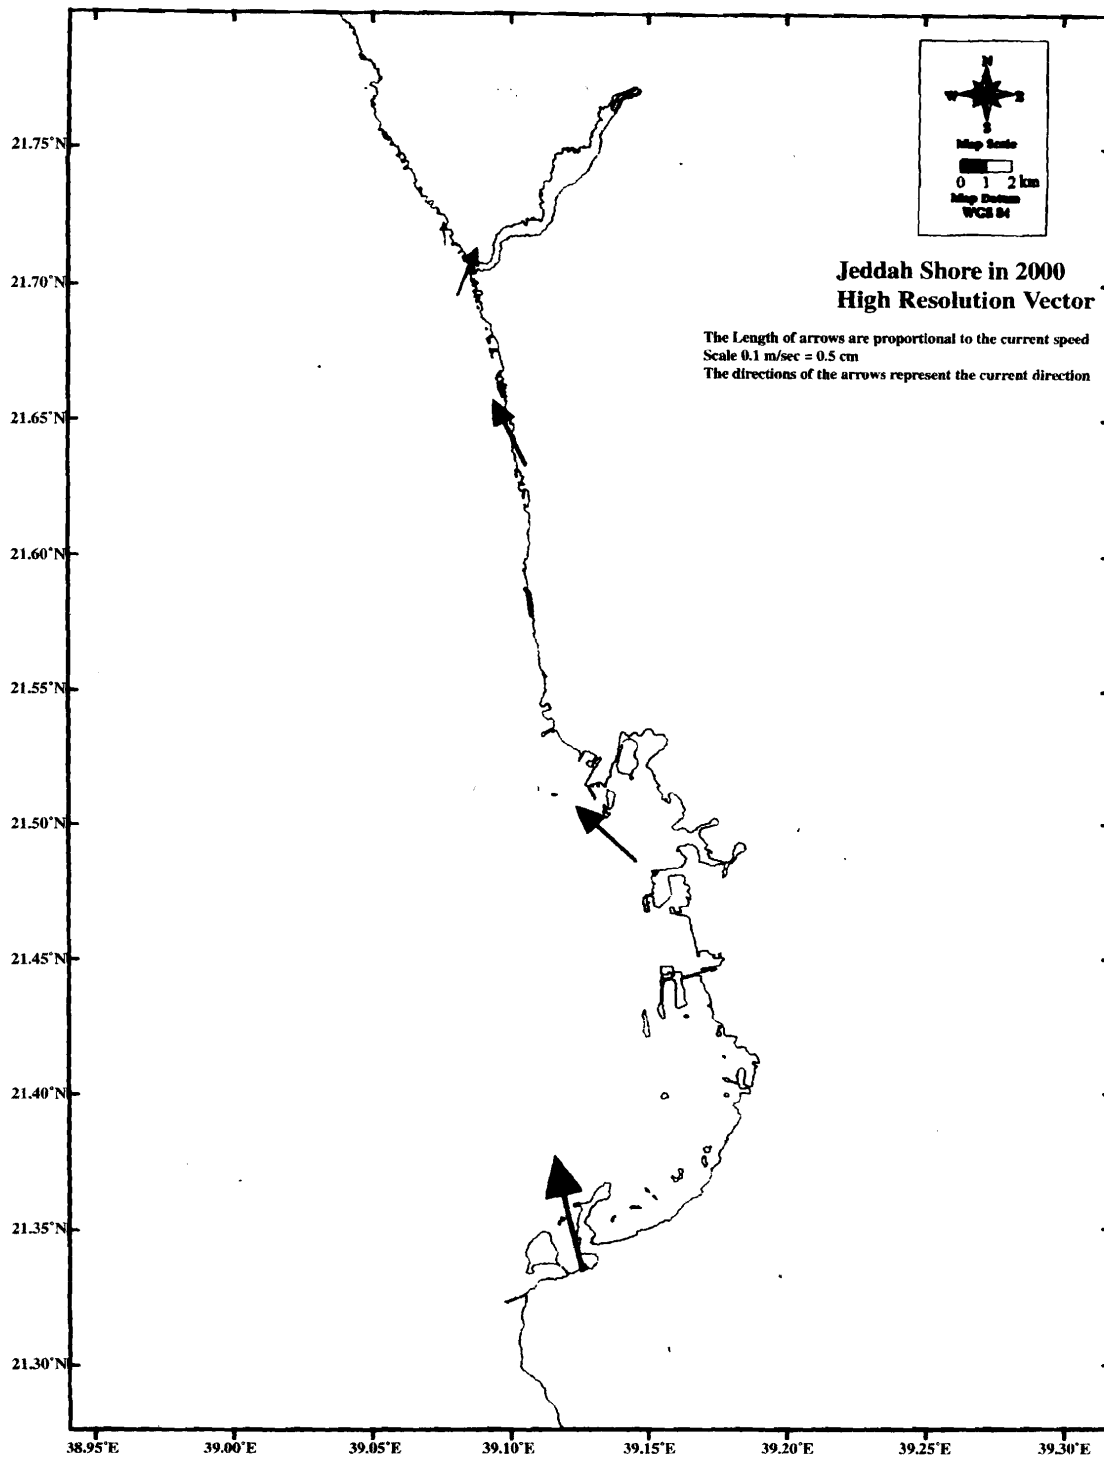 N
W E
S
Map Scale
0 1 2 km
Map Datum
WGS 84
Jeddah Shore in 2000
High Resolution Vector
The Length of arrows are proportional to the current speed
Scale 0.1 m/sec = 0.5 cm
The directions of the arrows represent the current direction
21.75°N
21.70°N
21.65°N
21.60°N
21.55°N
21.50°N
21.45°N
21.40°N
21.35°N
21.30°N
38.95°E 39.00°E 39.05°E 39.10°E 39.15°E 39.20°E 39.25°E 39.30°E